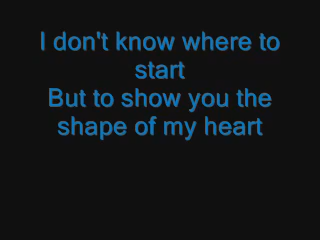 I don't know where to
start
But to show you the
shape of my heart